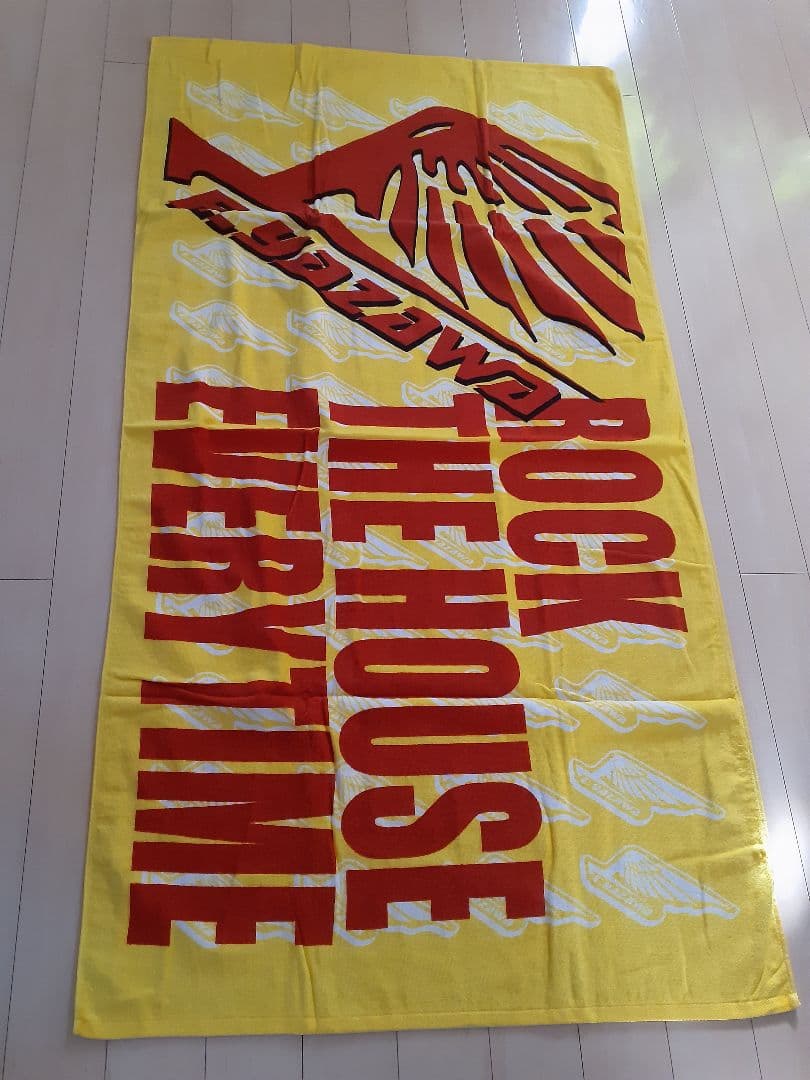 E.yazawa
ROCK
THE HOUSE
EVERYTIME